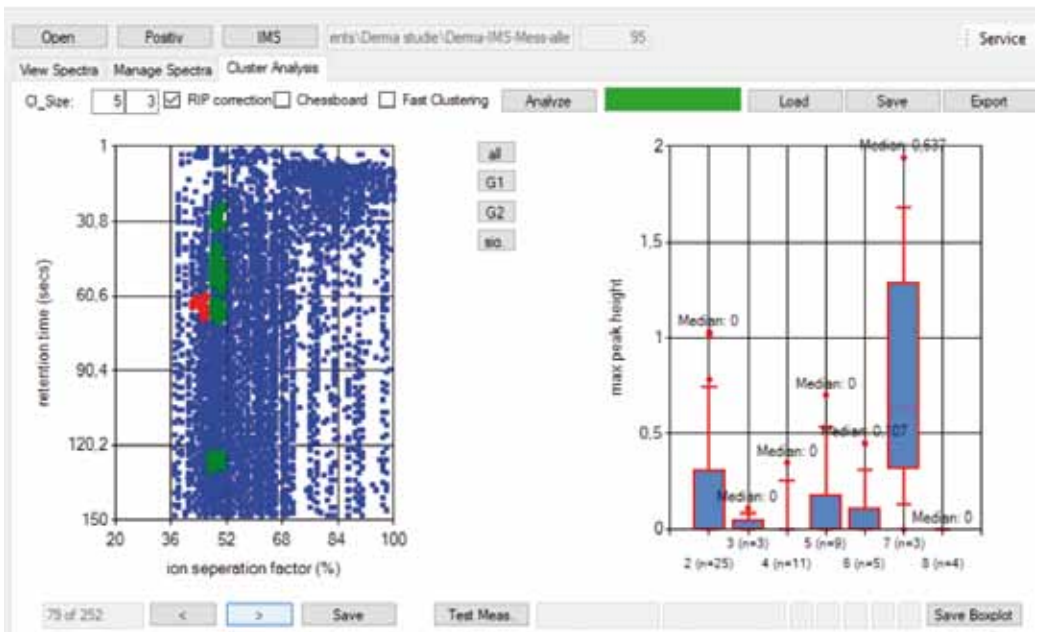 Open Positiv IMS ents\Derma studie\Derma-IMS-Mess-alle 95 Service
View Spectra Manage Spectra Cluster Analysis
Cl_Size: 5 3 RIP correction Chessboard Fast Clustering Analyze Load Save Export
1
30.8
60.6
90.4
120.2
150
retention time (secs)
20 36 52 68 84 100
ion seperation factor (%)
all
G1
G2
sig.
2
1.5
1
0.5
0
max peak height
Median: 0.637
Median: 0
Median: 0
Median: 0.107
Median: 0
Median: 0
Median: 0
3 (n=3) 5 (n=9) 7 (n=3)
2 (n=25) 4 (n=11) 6 (n=5) 8 (n=4)
79 of 252 < > Save Test Meas. Save Boxplot